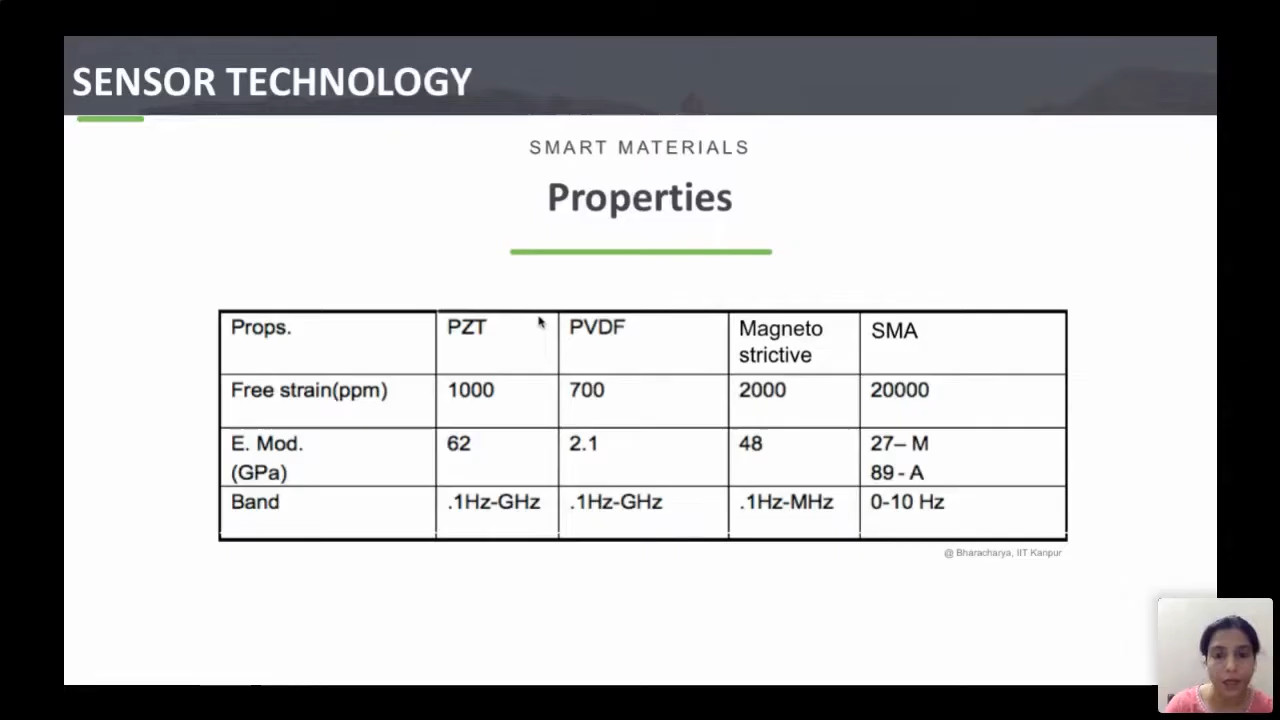 SENSOR TECHNOLOGY
SMART MATERIALS
Properties
Props. PZT PVDF Magneto strictive SMA
Free strain(ppm) 1000 700 2000 20000
E. Mod. (GPa) 62 2.1 48 27– M 89 - A
Band .1Hz-GHz .1Hz-GHz .1Hz-MHz 0-10 Hz
@ Bharacharya, IIT Kanpur